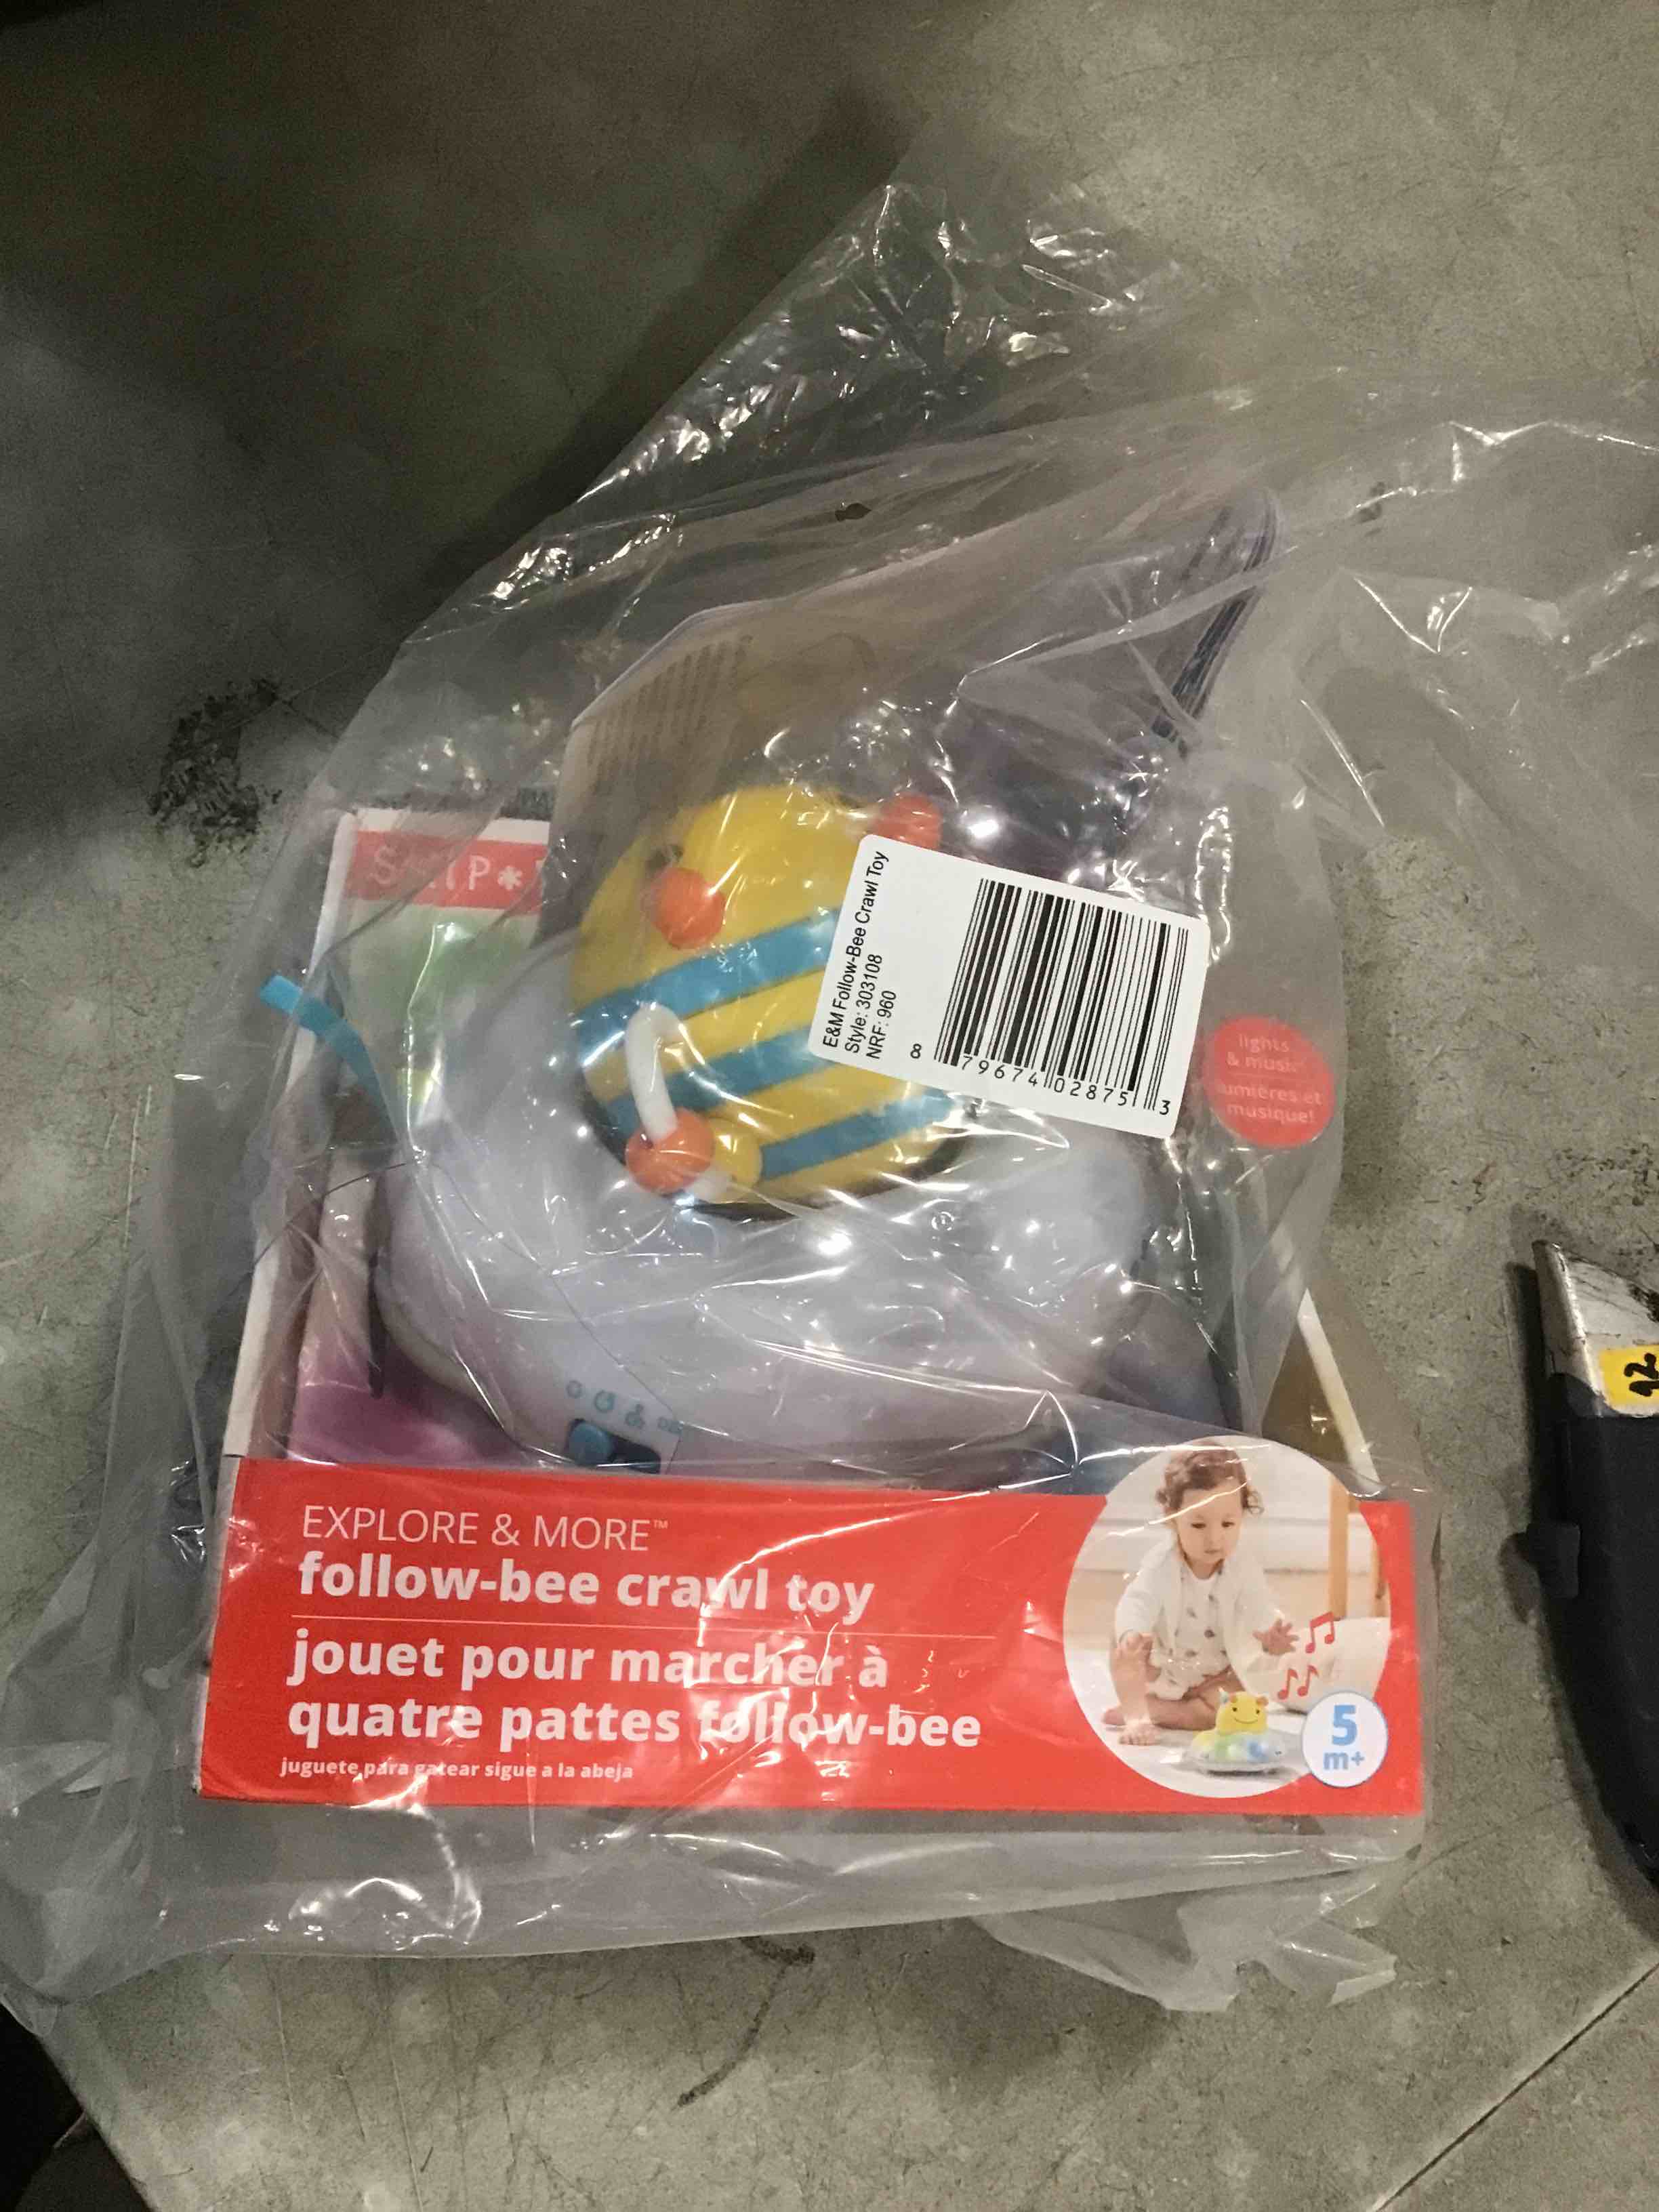 SKIP*
E&M Follow-Bee Crawl Toy
Style: 303108
NRF: 960
8 79674 02875 3
lights
& music
lumières et
musique!
EXPLORE & MORE™
follow-bee crawl toy
jouet pour marcher à
quatre pattes follow-bee
juguete para gatear sigue a la abeja
5
m+